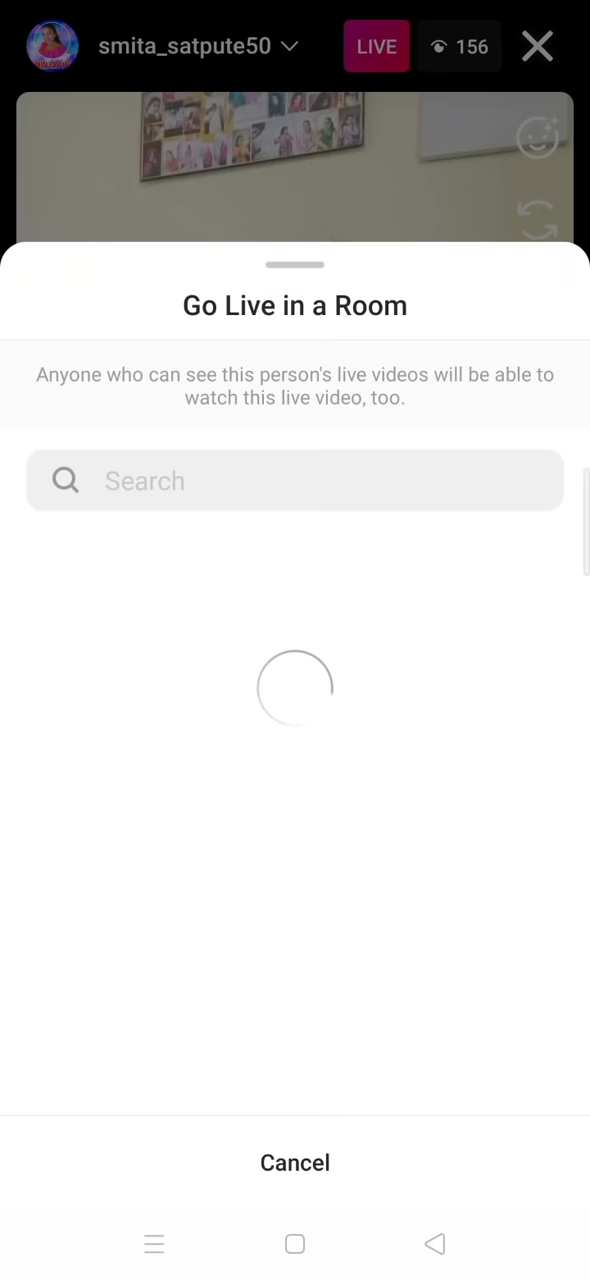 smita_satpute50
LIVE
156
Go Live in a Room
Anyone who can see this person's live videos will be able to
watch this live video, too.
Search
Cancel